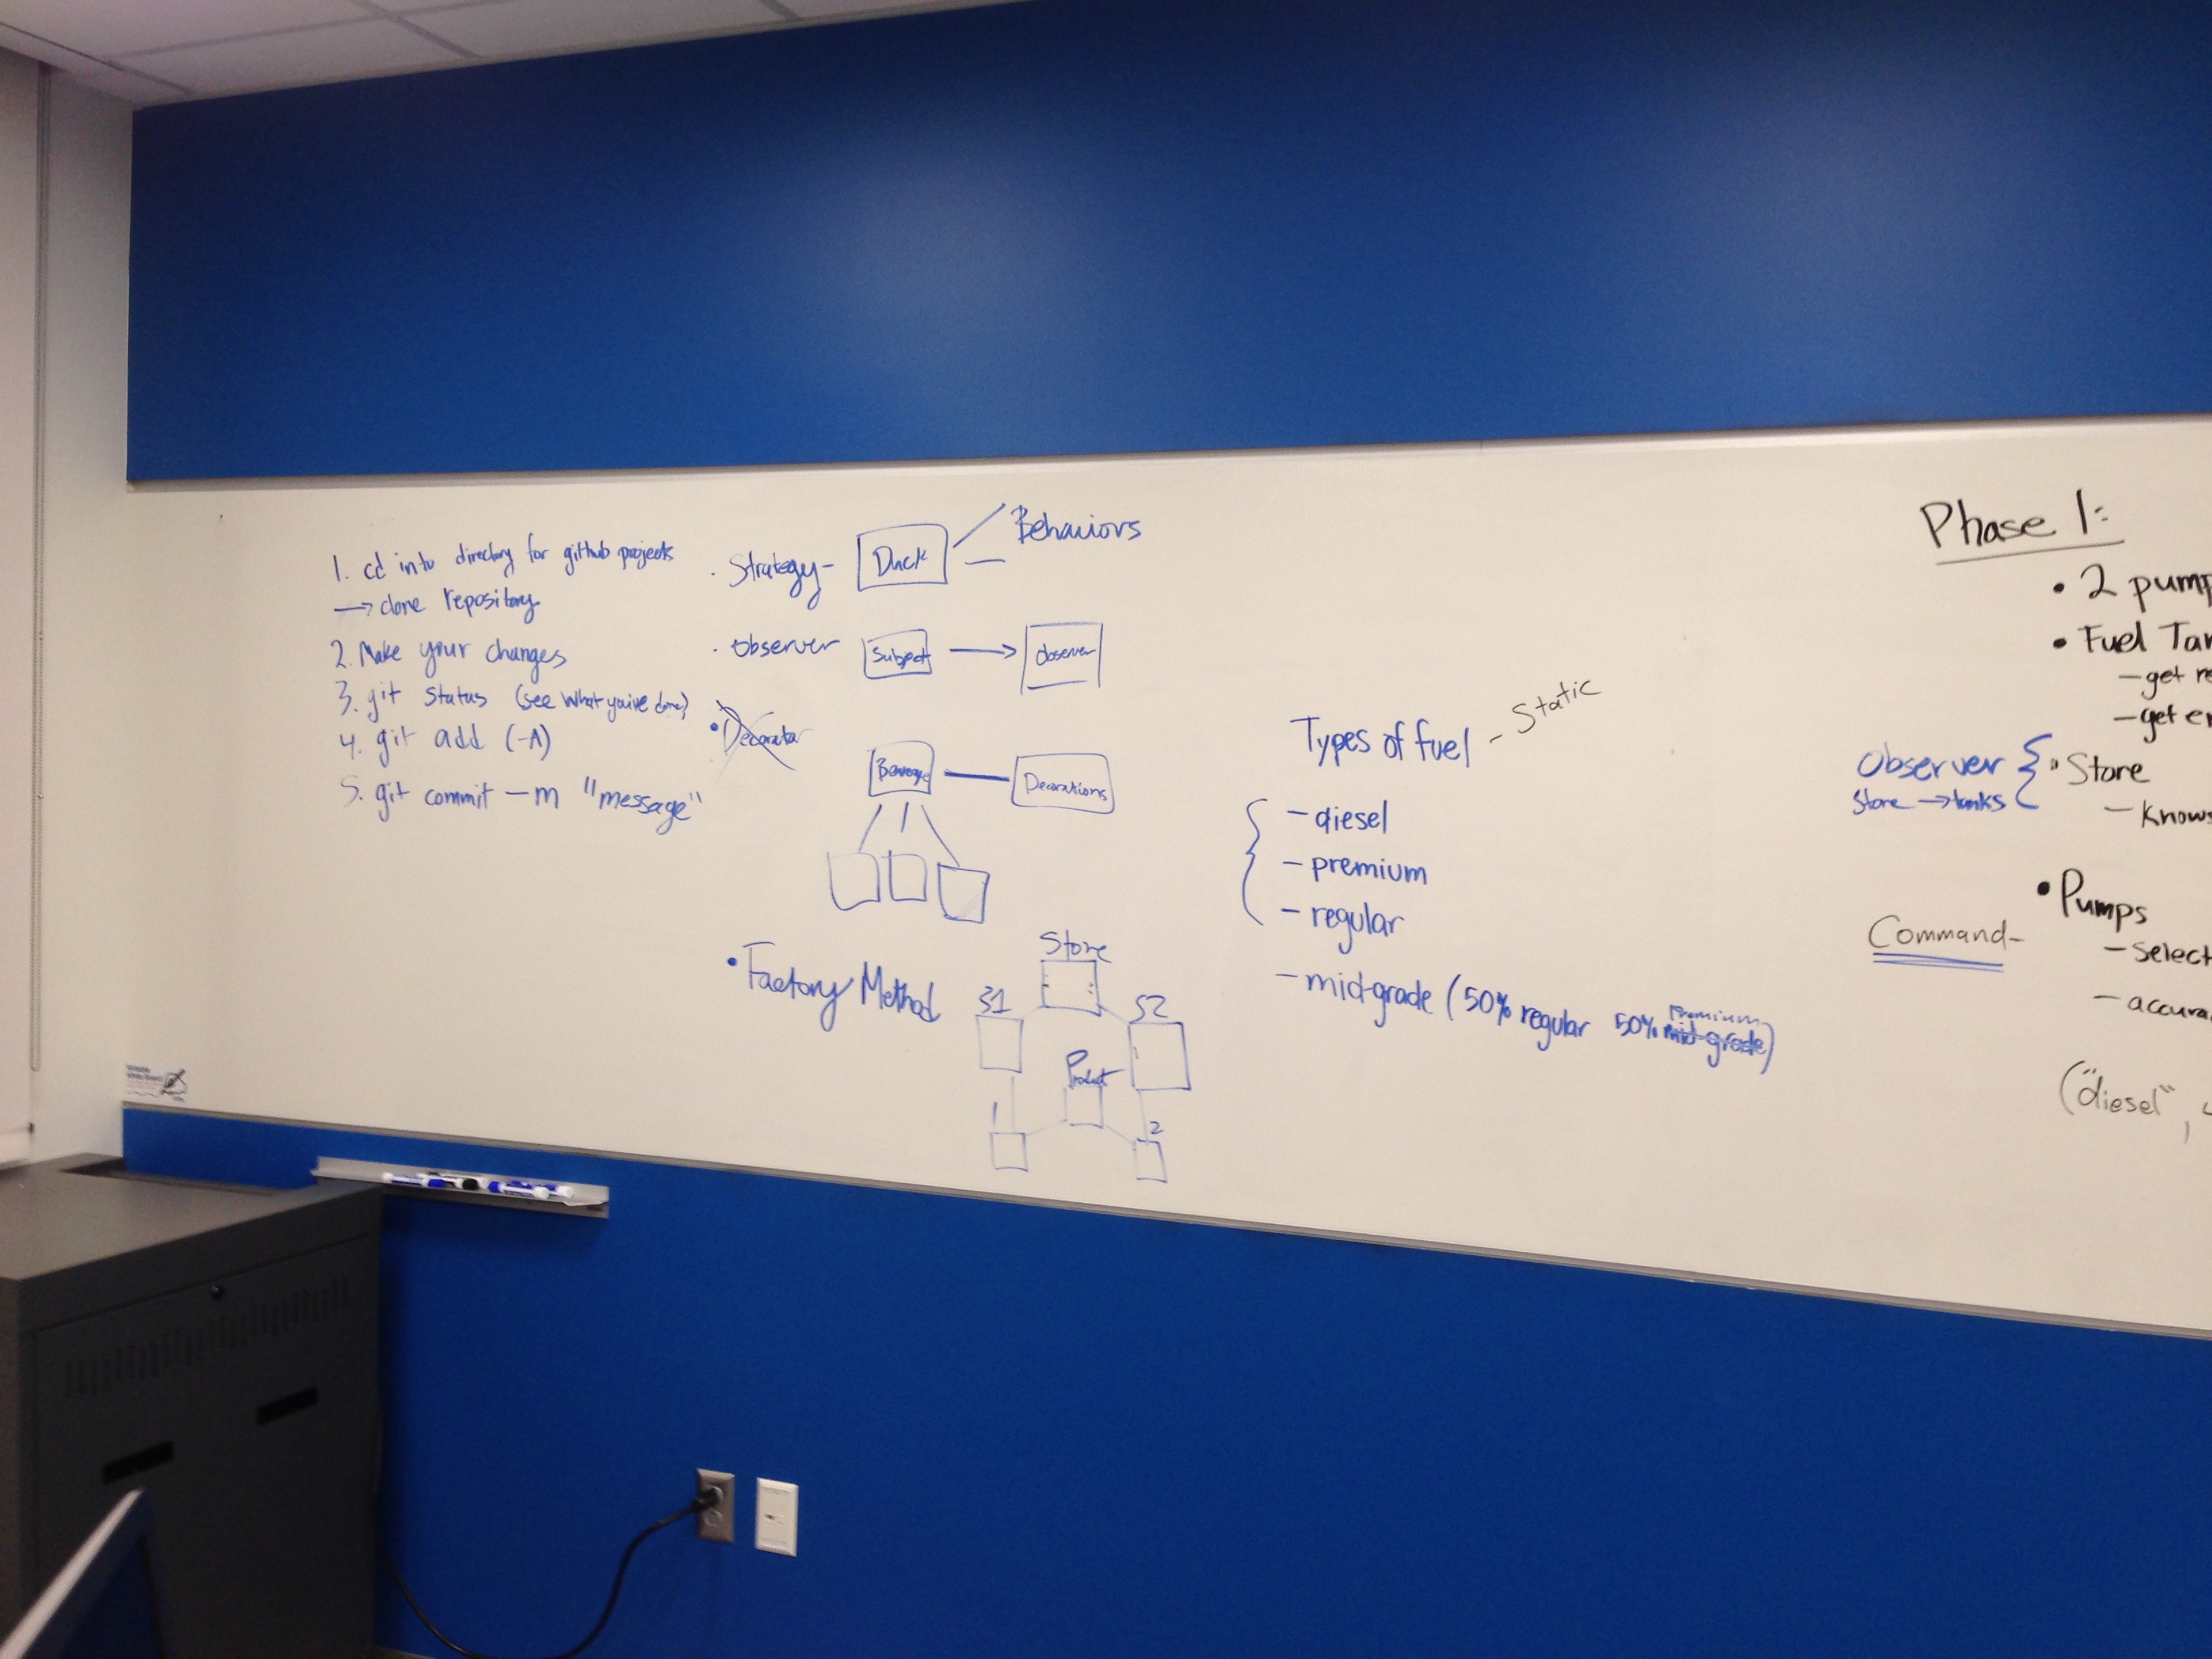 1. cd into directory for github projects
→ clone repository
2. Make your changes
3. git status (see what you've done)
4. git add (-A)
5. git commit -m "message"
· Strategy-
Duck
Behaviors
· Observer
Subject
→
Observer
• Decorator
Beverage
Decorations
• Factory Method
Store
S1
S2
Product
1
2
Types of fuel - Static
- diesel
- premium
- regular
- mid-grade (50% regular 50% mid-grade)
Premium
Phase 1:
• 2 pump
• Fuel Tan
- get re
- get en
Observer {
Store → tanks
• Store
- Knows
• Pumps
Command-
- select
- accura
("diesel",